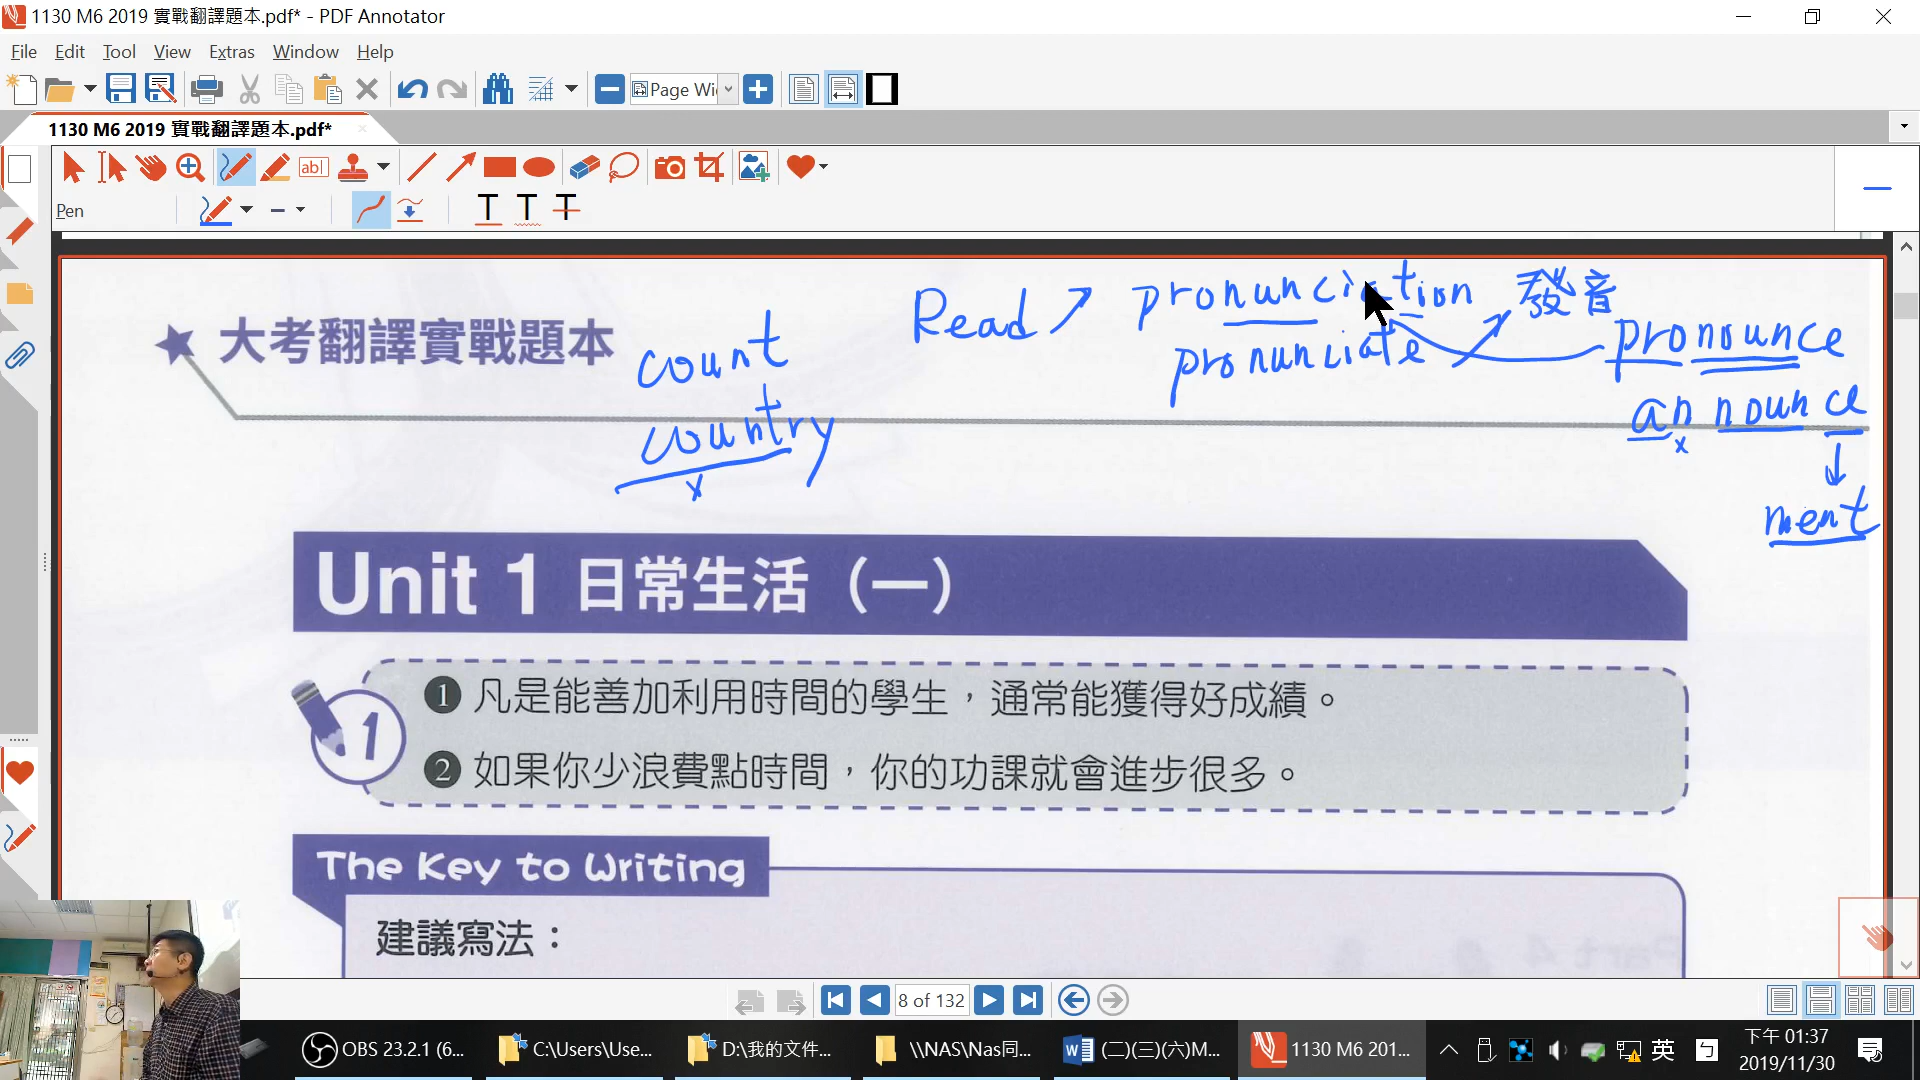 1130 M6 2019 實戰翻譯題本.pdf* - PDF Annotator
File Edit Tool View Extras Window Help
Page Wi
1130 M6 2019 實戰翻譯題本.pdf*
ab
Pen
T T T
Read pronunciation 發音
pronunciate pronounce
announce
x
ment
count
country
x
大考翻譯實戰題本
Unit 1 日常生活（一）
1
❶ 凡是能善加利用時間的學生，通常能獲得好成績。
❷ 如果你少浪費點時間，你的功課就會進步很多。
The Key to Writing
建議寫法：
8 of 132
OBS 23.2.1 (6...
C:\Users\Use...
D:\我的文件...
\\NAS\Nas同...
(二)(三)(六)M...
1130 M6 201...
英
ㄅ
下午 01:37
2019/11/30